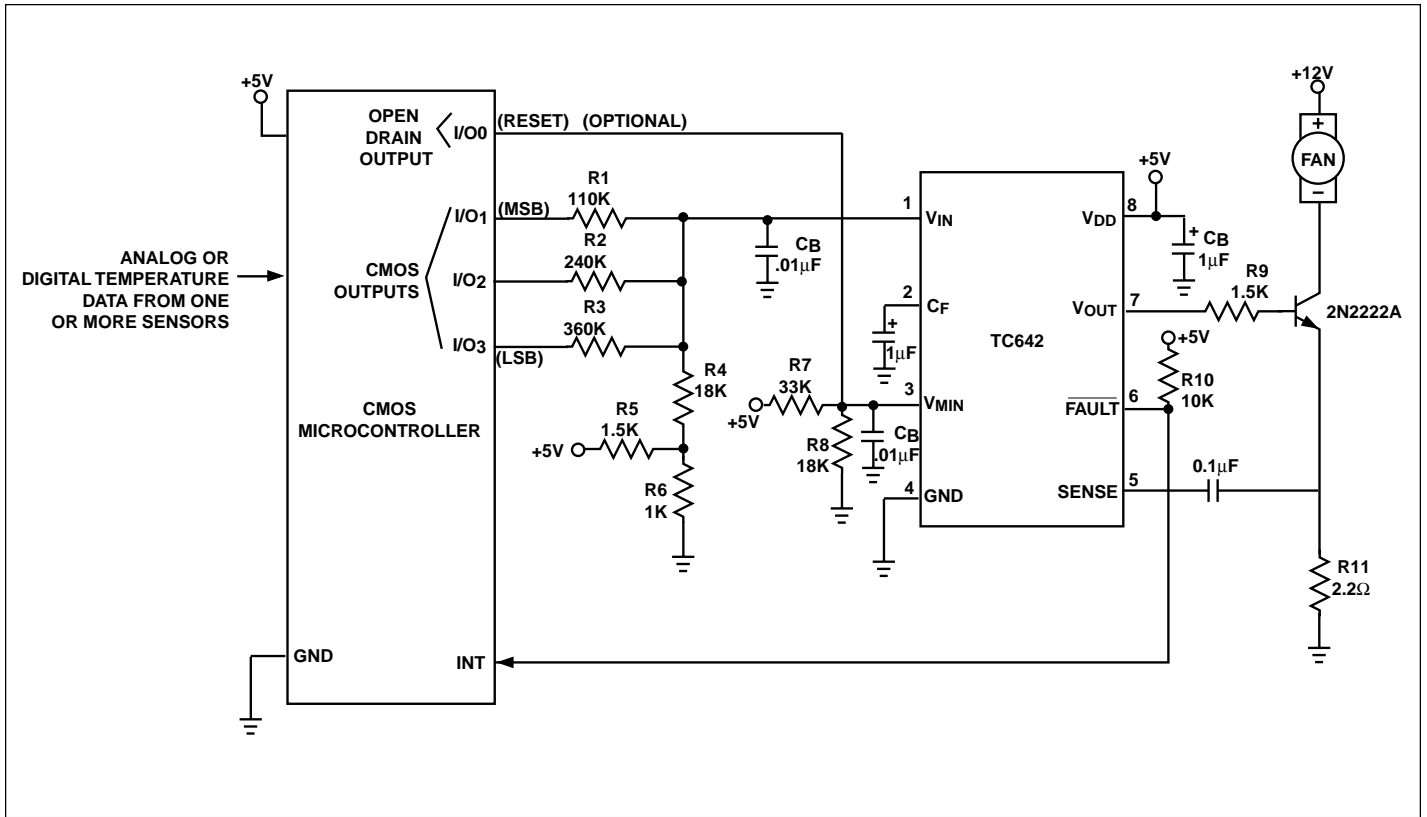 +5V
OPEN
DRAIN
OUTPUT
I/O0
(RESET) (OPTIONAL)
I/O1
(MSB)
R1
110K
I/O2
R2
240K
CMOS
OUTPUTS
R3
360K
I/O3
(LSB)
ANALOG OR
DIGITAL TEMPERATURE
DATA FROM ONE
OR MORE SENSORS
CMOS
MICROCONTROLLER
R4
18K
R5
1.5K
+5V
R6
1K
GND
INT
CB
.01µF
1
VIN
2
CF
+
1µF
R7
33K
+5V
3
VMIN
R8
18K
CB
.01µF
4
GND
TC642
+5V
8
VDD
+
CB
1µF
7
VOUT
R9
1.5K
2N2222A
+5V
R10
10K
6
FAULT
5
SENSE
0.1µF
+12V
+
FAN
–
R11
2.2Ω